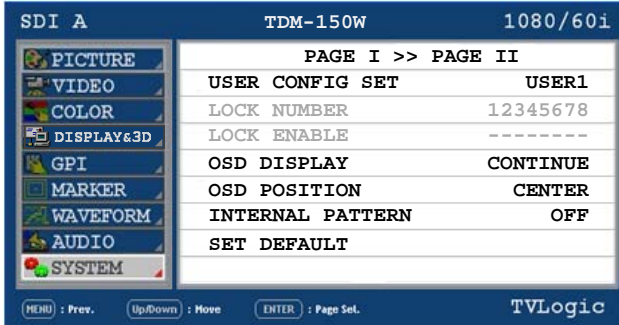 SDI A TDM-150W 1080/60i
PICTURE
VIDEO
COLOR
DISPLAY&3D
GPI
MARKER
WAVEFORM
AUDIO
SYSTEM
PAGE I >> PAGE II
USER CONFIG SET USER1
LOCK NUMBER 12345678
LOCK ENABLE --------
OSD DISPLAY CONTINUE
OSD POSITION CENTER
INTERNAL PATTERN OFF
SET DEFAULT
MENU : Prev. Up/Down : Move ENTER : Page Sel. TVLogic